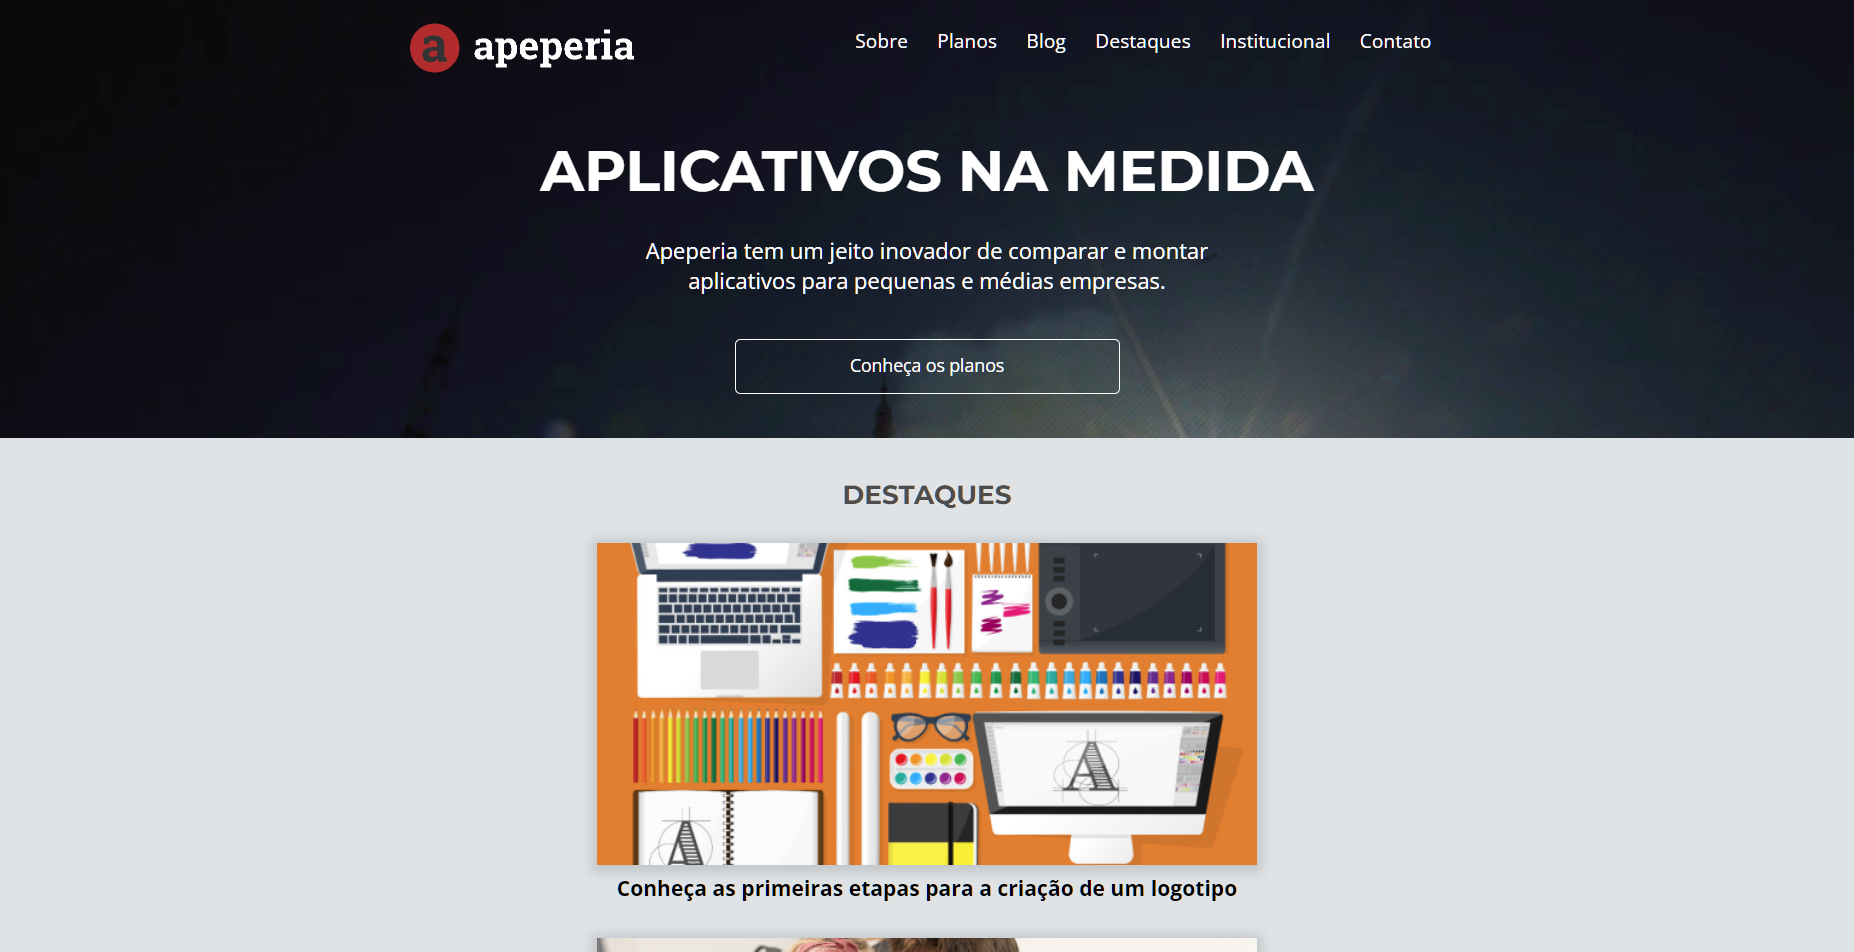 a apeperia
Sobre Planos Blog Destaques Institucional Contato
APLICATIVOS NA MEDIDA
Apeperia tem um jeito inovador de comparar e montar
aplicativos para pequenas e médias empresas.
Conheça os planos
DESTAQUES
A
A
Conheça as primeiras etapas para a criação de um logotipo